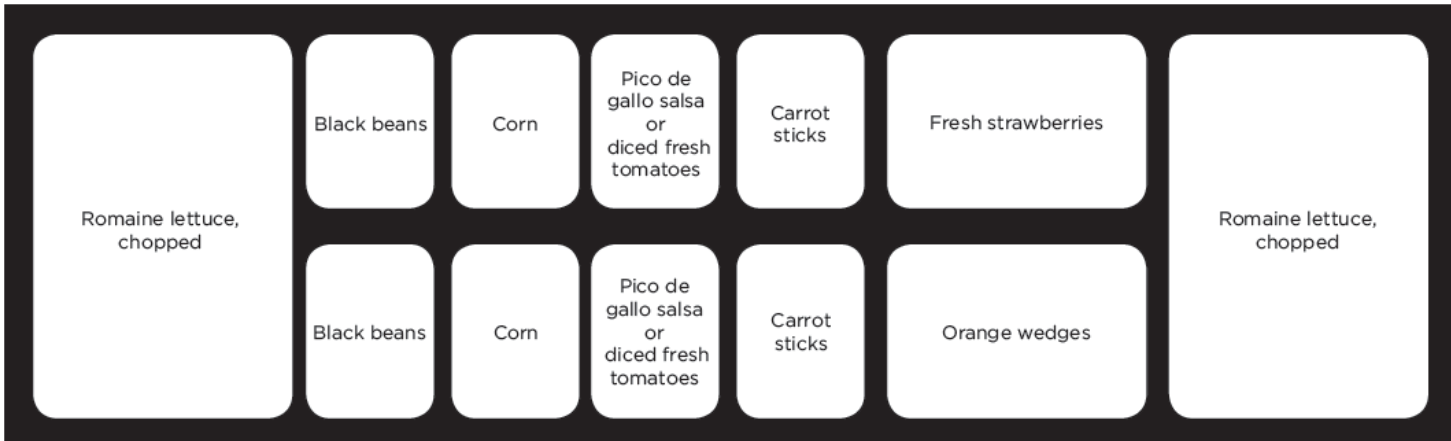 Romaine lettuce,
chopped
Black beans
Corn
Pico de
gallo salsa
or
diced fresh
tomatoes
Carrot
sticks
Fresh strawberries
Black beans
Corn
Pico de
gallo salsa
or
diced fresh
tomatoes
Carrot
sticks
Orange wedges
Romaine lettuce,
chopped